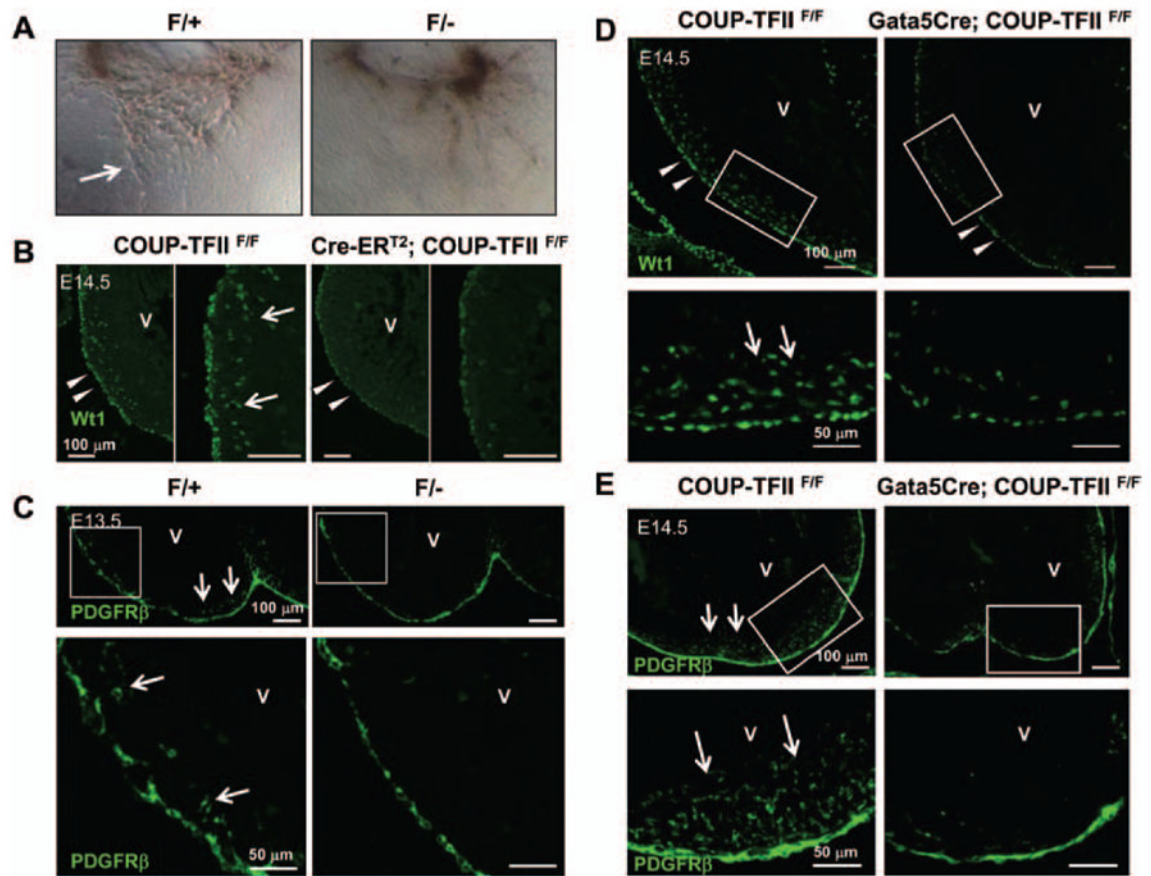 A
F/+ F/-
B
COUP-TFII F/F Cre-ERT2; COUP-TFII F/F
E14.5
V V
Wt1
100 μm
C
F/+ F/-
E13.5
V V
PDGFRβ 100 μm
V V
PDGFRβ 50 μm
D
COUP-TFII F/F Gata5Cre; COUP-TFII F/F
E14.5
V V
Wt1 100 μm
50 μm
E
COUP-TFII F/F Gata5Cre; COUP-TFII F/F
E14.5
V V
PDGFRβ 100 μm
V V
PDGFRβ 50 μm